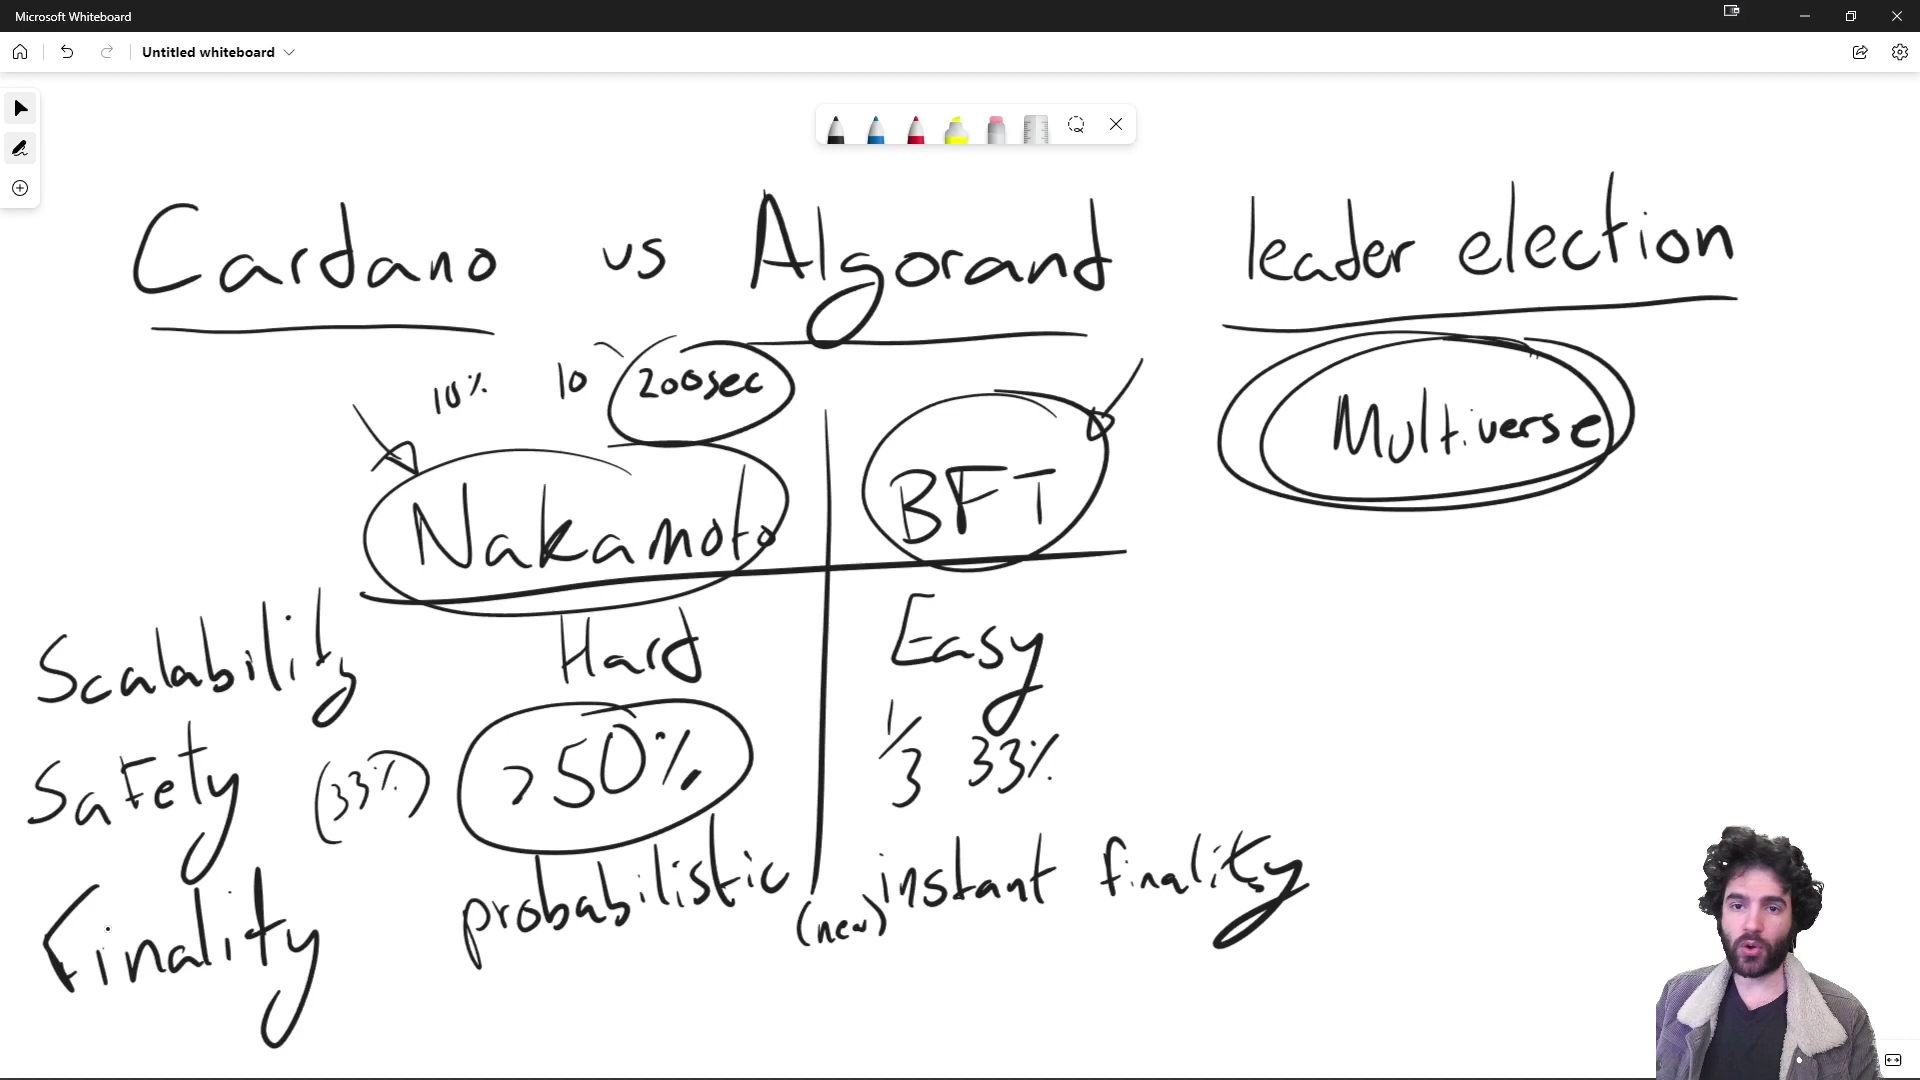 Microsoft Whiteboard
Untitled whiteboard
Cardano vs Algorand leader election
10% 10 200sec
Multiverse
Nakamoto BFT
Scalability Hard Easy
Safety (33%) >50% 1/3 33%
Finality probabilistic (near) instant finality